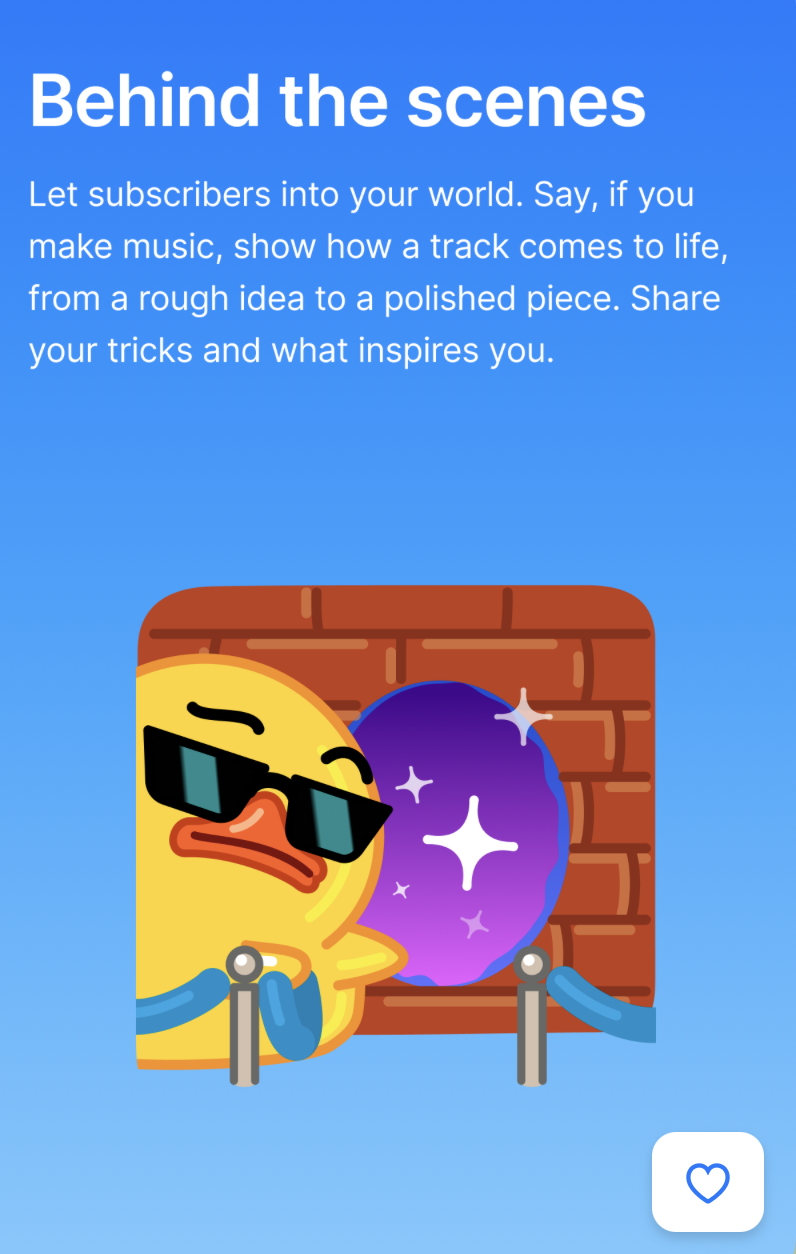 Behind the scenes
Let subscribers into your world. Say, if you
make music, show how a track comes to life,
from a rough idea to a polished piece. Share
your tricks and what inspires you.